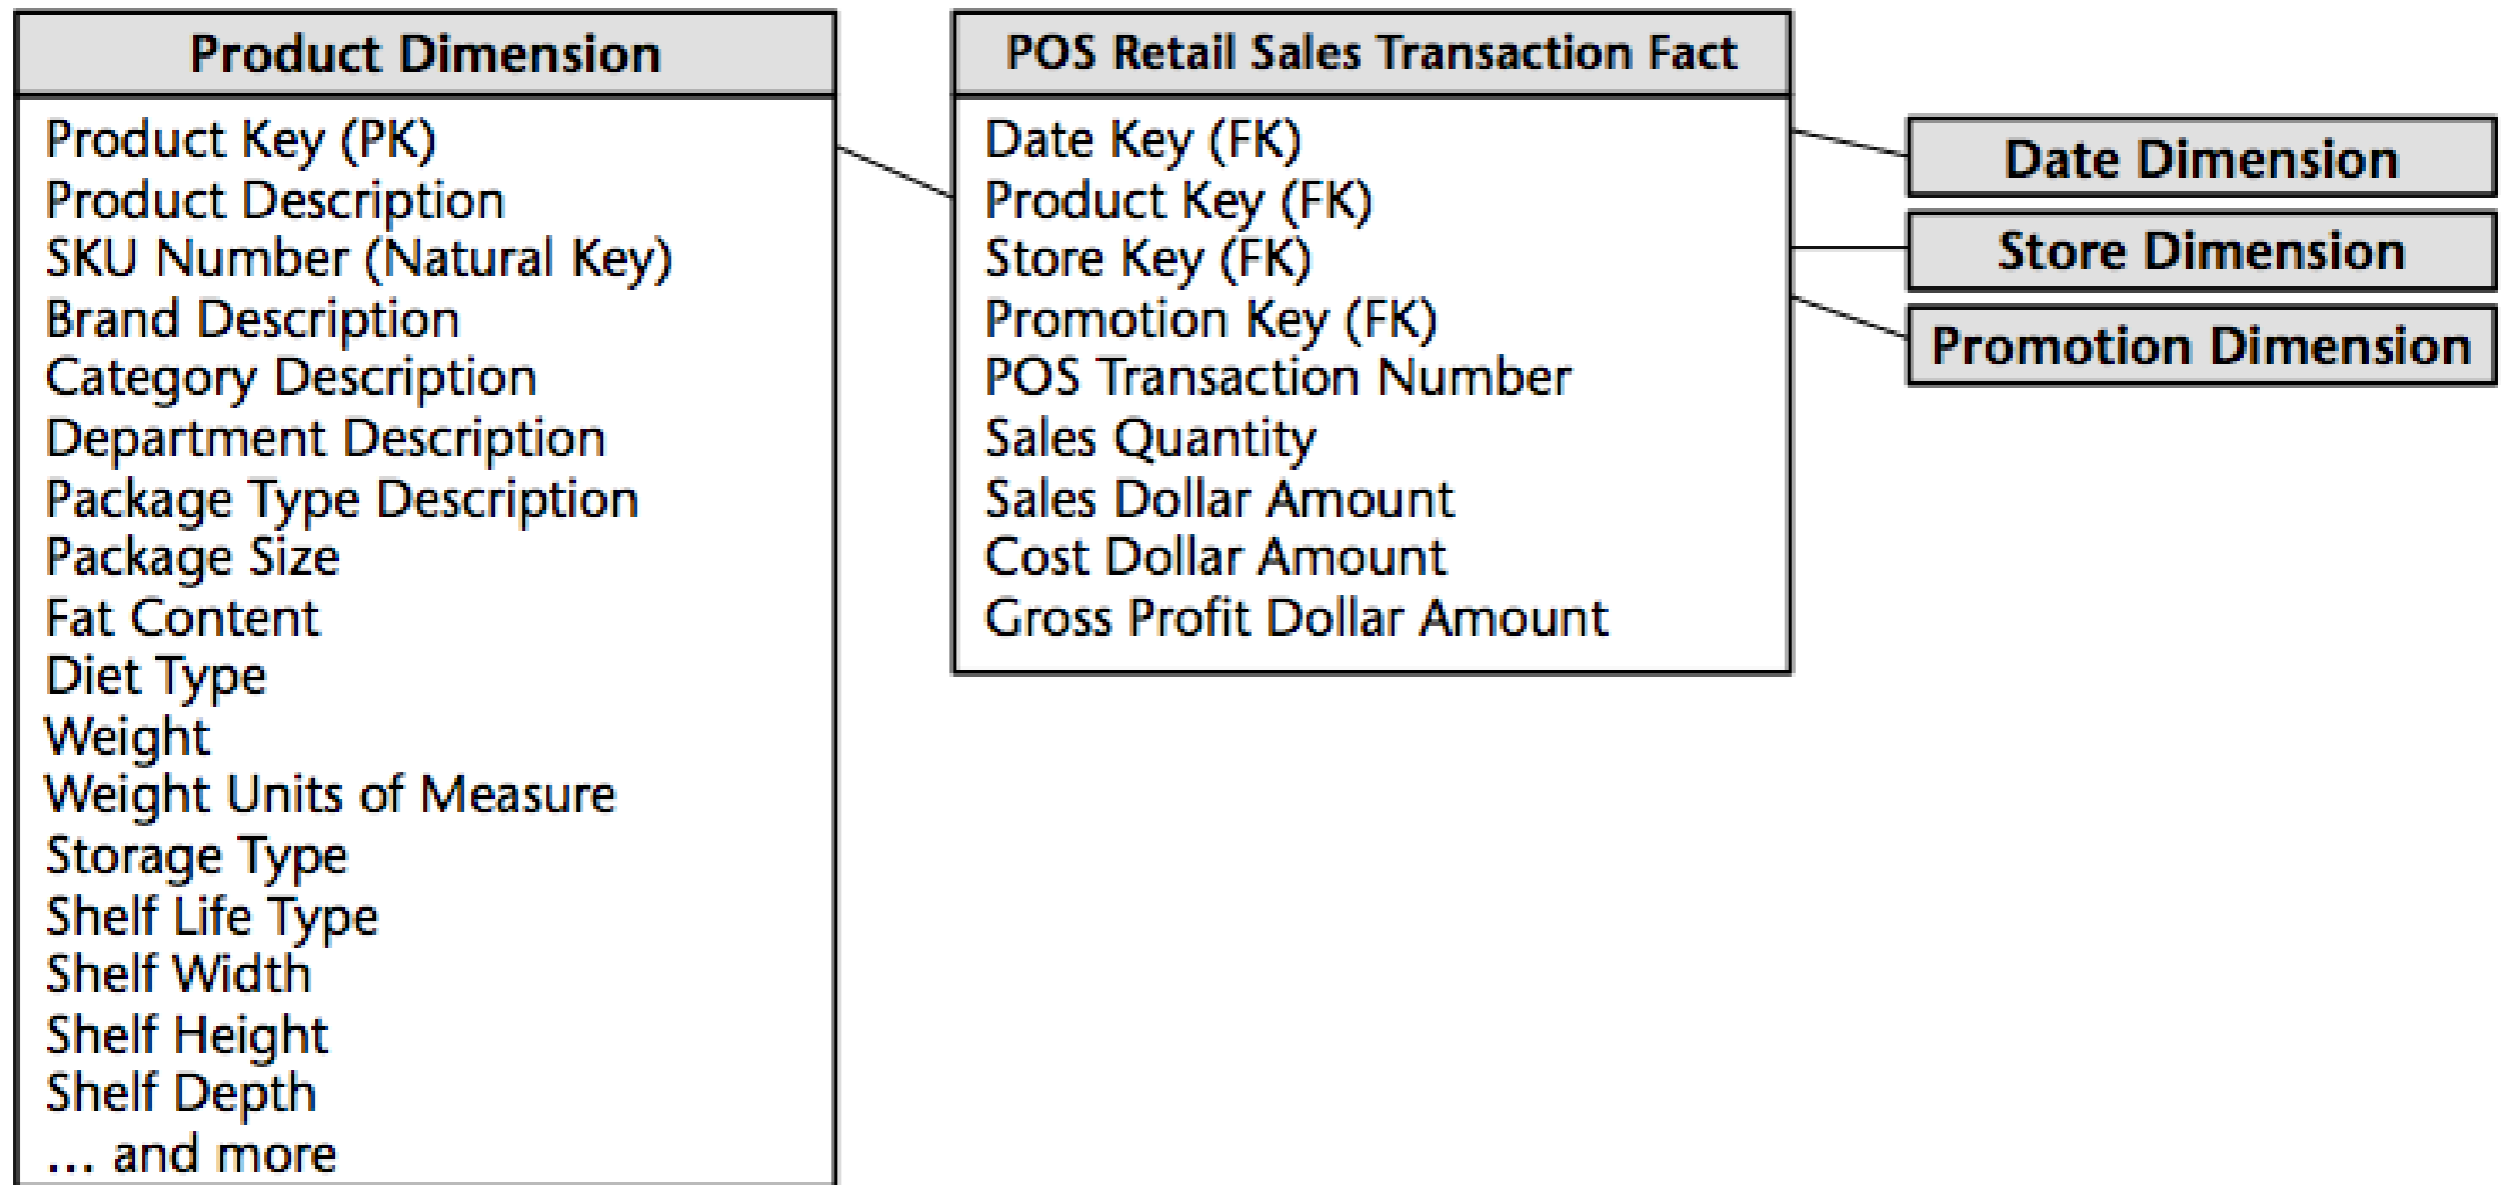 Product Dimension
Product Key (PK)
Product Description
SKU Number (Natural Key)
Brand Description
Category Description
Department Description
Package Type Description
Package Size
Fat Content
Diet Type
Weight
Weight Units of Measure
Storage Type
Shelf Life Type
Shelf Width
Shelf Height
Shelf Depth
... and more
POS Retail Sales Transaction Fact
Date Key (FK)
Product Key (FK)
Store Key (FK)
Promotion Key (FK)
POS Transaction Number
Sales Quantity
Sales Dollar Amount
Cost Dollar Amount
Gross Profit Dollar Amount
Date Dimension
Store Dimension
Promotion Dimension